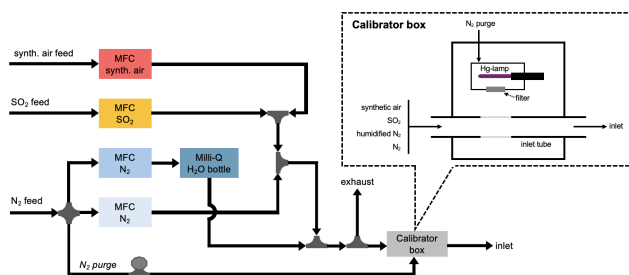 synth. air feed
MFC
synth. air
SO₂ feed
MFC
SO₂
MFC
N₂
Milli-Q
H₂O bottle
N₂ feed
MFC
N₂
N₂ purge
exhaust
Calibrator
box
inlet
Calibrator box
N₂ purge
Hg-lamp
filter
synthetic air
SO₂
humidified N₂
N₂
inlet
inlet tube